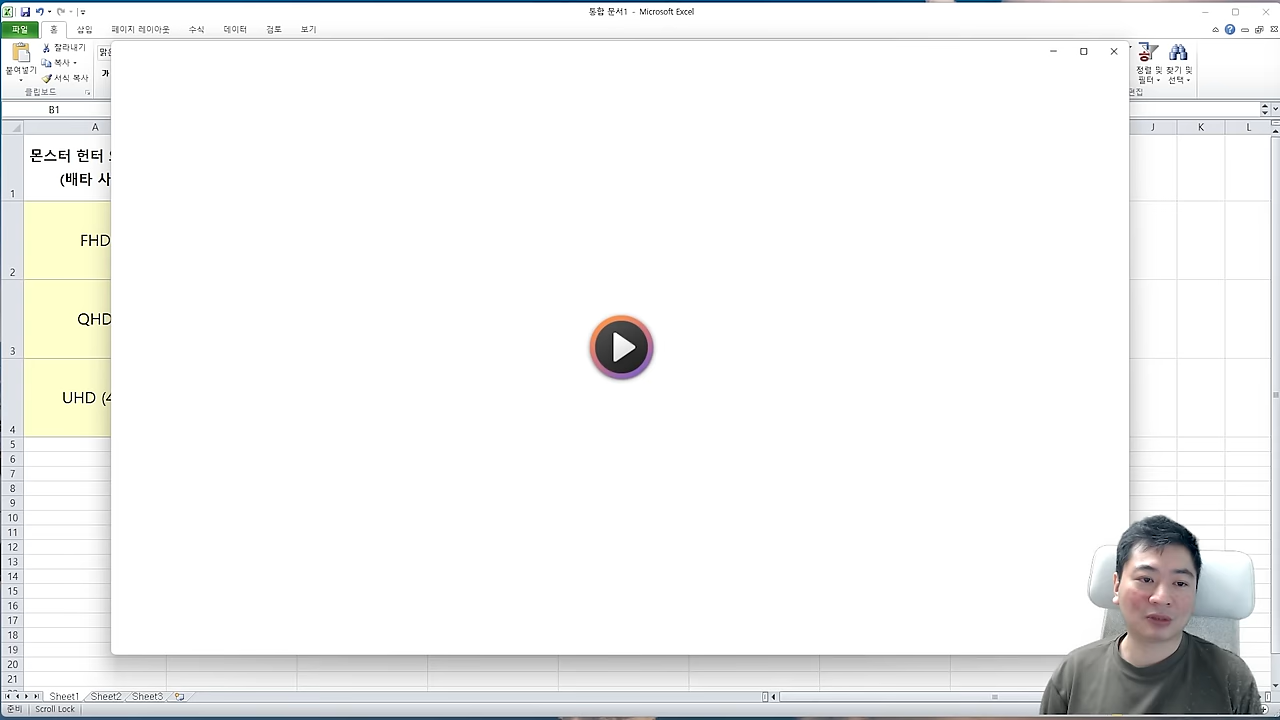 통합 문서1 - Microsoft Excel
파일 홈 삽입 페이지 레이아웃 수식 데이터 검토 보기
붙여넣기
잘라내기
복사
서식 복사
클립보드
맑은
가
정렬 및
필터
찾기 및
선택
편집
B1
A J K L
1 몬스터 헌터
(배타 사
2 FHD
3 QHD
4 UHD (4
5
6
7
8
9
10
11
12
13
14
15
16
17
18
19
20
21
Sheet1 Sheet2 Sheet3
준비 Scroll Lock